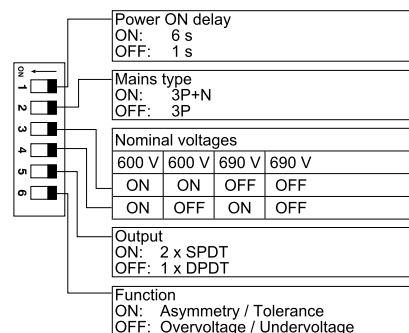 Power ON delay
ON: 6 s
OFF: 1 s
ON
1
2
3
4
5
6
Mains type
ON: 3P+N
OFF: 3P
Nominal voltages
600 V 600 V 690 V 690 V
ON ON OFF OFF
ON OFF ON OFF
Output
ON: 2 x SPDT
OFF: 1 x DPDT
Function
ON: Asymmetry / Tolerance
OFF: Overvoltage / Undervoltage